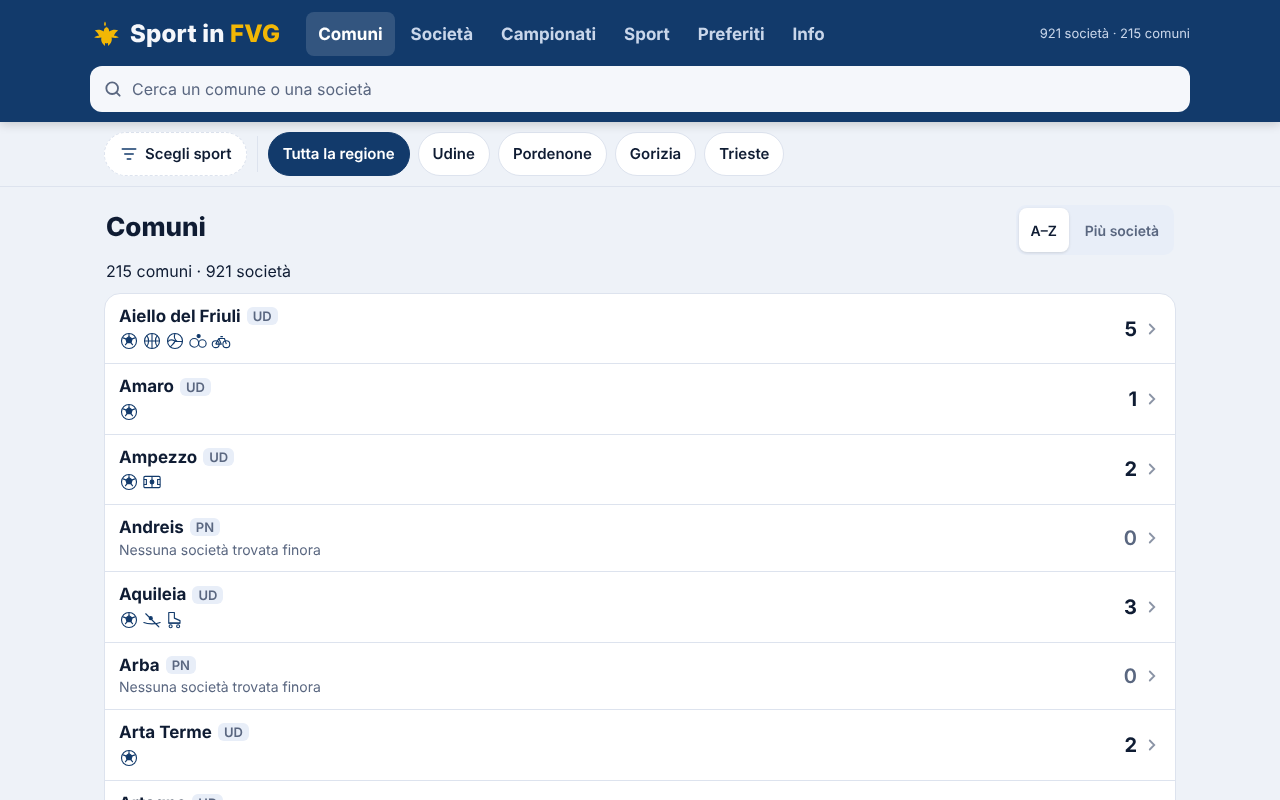 Sport in FVG
Comuni
Società
Campionati
Sport
Preferiti
Info
921 società · 215 comuni
Cerca un comune o una società
Scegli sport
Tutta la regione
Udine
Pordenone
Gorizia
Trieste
Comuni
A–Z
Più società
215 comuni · 921 società
Aiello del Friuli UD
5
Amaro UD
1
Ampezzo UD
2
Andreis PN
Nessuna società trovata finora
0
Aquileia UD
3
Arba PN
Nessuna società trovata finora
0
Arta Terme UD
2